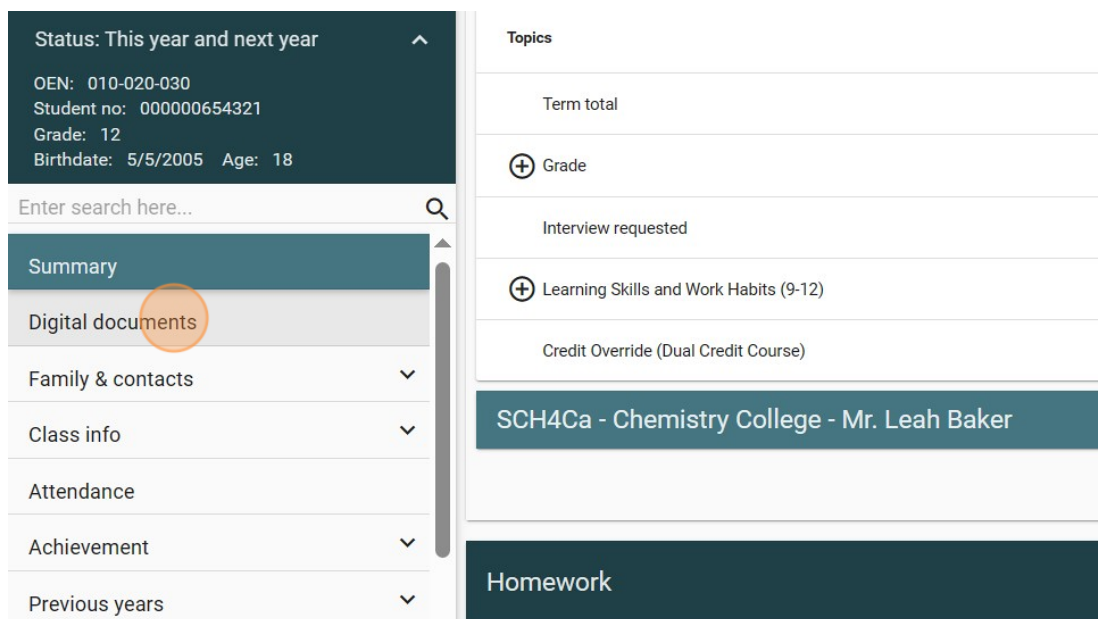 Status: This year and next year
OEN: 010-020-030
Student no: 000000654321
Grade: 12
Birthdate: 5/5/2005 Age: 18
Enter search here...
Summary
Digital documents
Family & contacts
Class info
Attendance
Achievement
Previous years
Topics
Term total
Grade
Interview requested
Learning Skills and Work Habits (9-12)
Credit Override (Dual Credit Course)
SCH4Ca - Chemistry College - Mr. Leah Baker
Homework